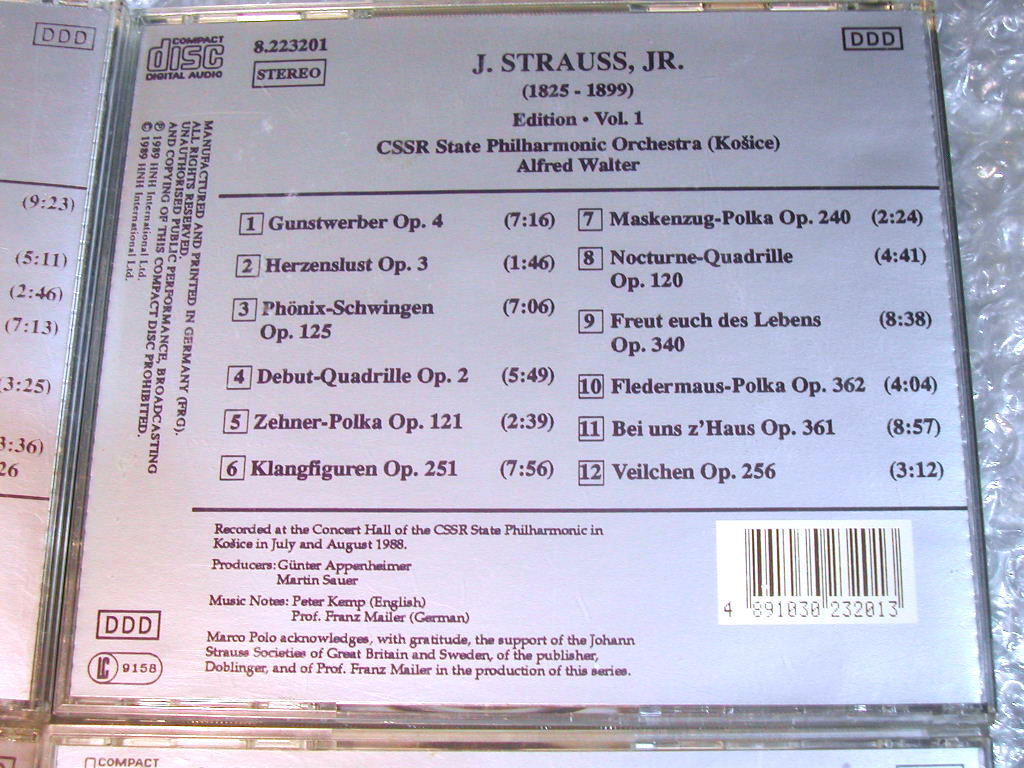 DDD
(9:23)
(5:11)
(2:46)
(7:13)
3:25)
3:36)
26
COMPACT
disc
DIGITAL AUDIO
8.223201
STEREO
DDD
J. STRAUSS, JR.
(1825 - 1899)
Edition • Vol. 1
CSSR State Philharmonic Orchestra (Košice)
Alfred Walter
MANUFACTURED AND PRINTED IN GERMANY (FRG).
ALL RIGHTS RESERVED.
UNAUTHORISED PUBLIC PERFORMANCE, BROADCASTING
AND COPYING OF THIS COMPACT DISC PROHIBITED.
℗ 1989 HNH International Ltd.
© 1989 HNH International Ltd.
1 Gunstwerber Op. 4 (7:16)
2 Herzenslust Op. 3 (1:46)
3 Phönix-Schwingen (7:06)
Op. 125
4 Debut-Quadrille Op. 2 (5:49)
5 Zehner-Polka Op. 121 (2:39)
6 Klangfiguren Op. 251 (7:56)
7 Maskenzug-Polka Op. 240 (2:24)
8 Nocturne-Quadrille (4:41)
Op. 120
9 Freut euch des Lebens (8:38)
Op. 340
10 Fledermaus-Polka Op. 362 (4:04)
11 Bei uns z'Haus Op. 361 (8:57)
12 Veilchen Op. 256 (3:12)
Recorded at the Concert Hall of the CSSR State Philharmonic in
Košice in July and August 1988.
Producers: Günter Appenheimer
Martin Sauer
Music Notes: Peter Kemp (English)
Prof. Franz Mailer (German)
Marco Polo acknowledges, with gratitude, the support of the Johann
Strauss Societies of Great Britain and Sweden, of the publisher,
Doblinger, and of Prof. Franz Mailer in the production of this series.
DDD
LC 9158
4 891030 232013
COMPACT